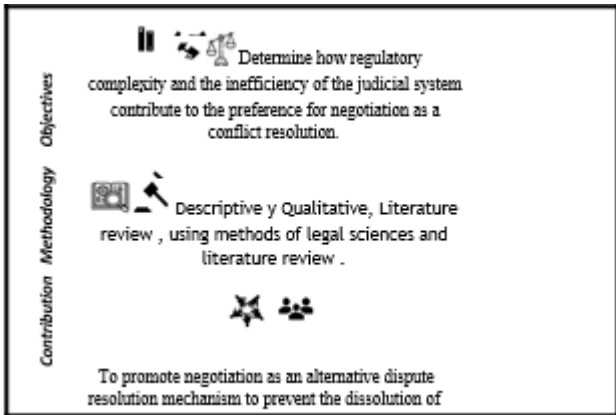 Objectives
Determine how regulatory
complexity and the inefficiency of the judicial system
contribute to the preference for negotiation as a
conflict resolution.
Methodology
Descriptive y Qualitative, Literature
review , using methods of legal sciences and
literature review .
Contribution
To promote negotiation as an alternative dispute
resolution mechanism to prevent the dissolution of